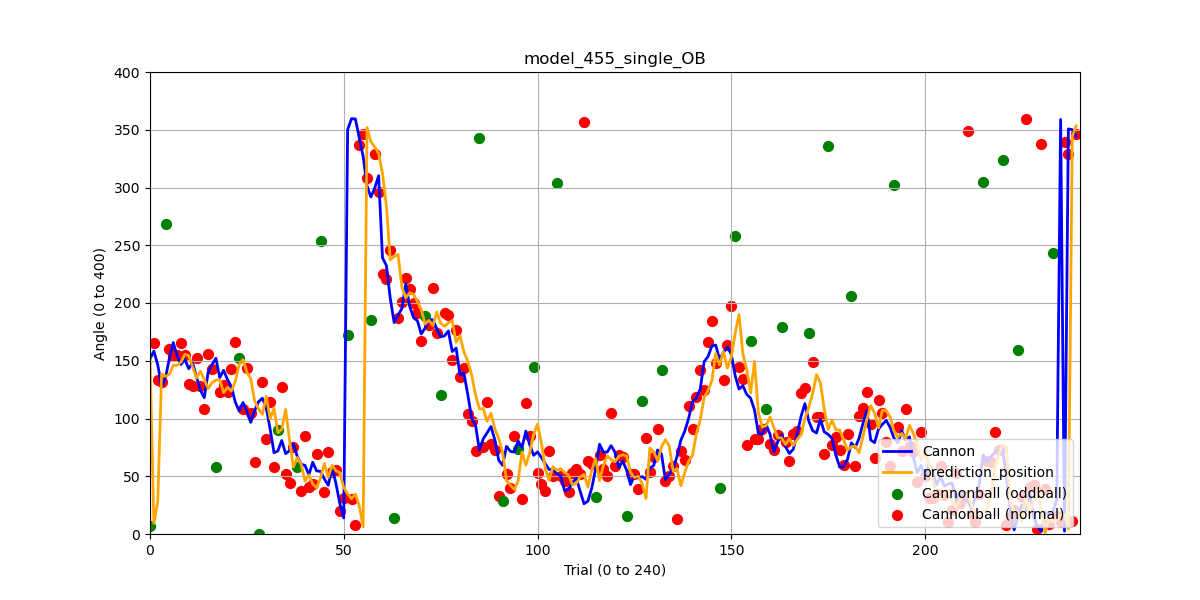 model_455_single_OB
400
350
300
250
200
150
100
50
0
Angle (0 to 400)
0 50 100 150 200
Trial (0 to 240)
Cannon
prediction_position
Cannonball (oddball)
Cannonball (normal)